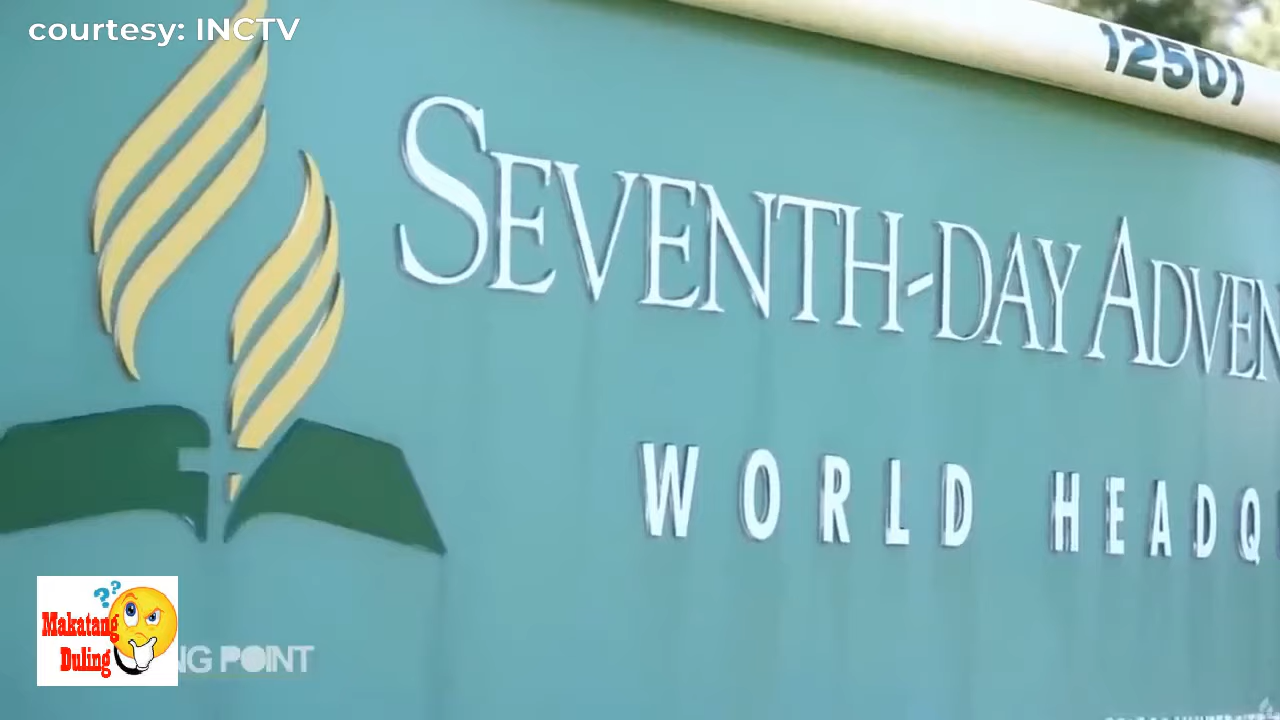 courtesy: INCTV
12501
SEVENTH-DAY ADVEN
WORLD HEADQ
??
Makatang
Duling
NG POINT